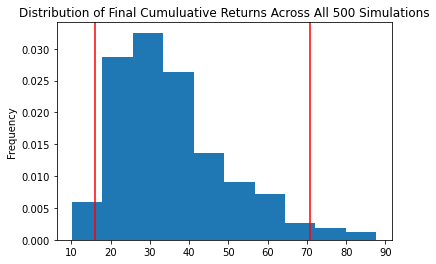 Distribution of Final Cumuluative Returns Across All 500 Simulations
0.030
0.025
0.020
0.015
0.010
0.005
0.000
Frequency
10 20 30 40 50 60 70 80 90